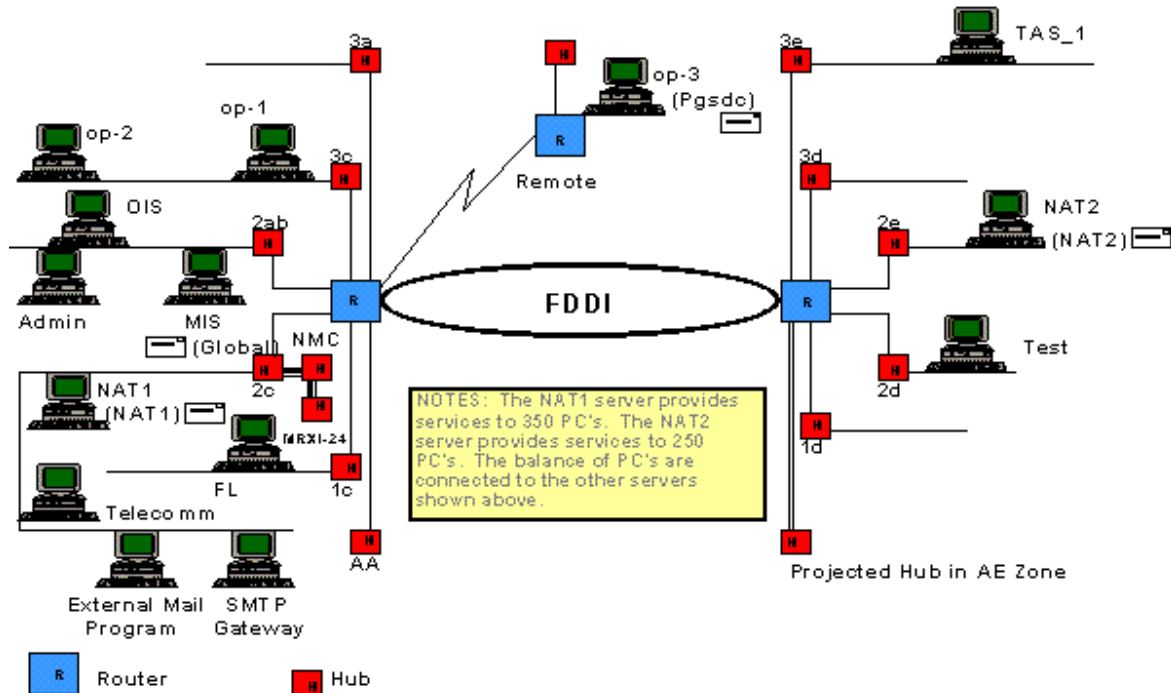 3a
3e
TAS_1
H
H
H
op-3
(Pgsdc)
op-1
op-2
3c
R
3d
H
Remote
H
OIS
2ab
2e
NAT2
(NAT2)
H
H
R
FDDI
R
Admin
MIS
(Global)
NMC
Test
H
H
H
2c
2d
NAT1
(NAT1)
H
MRXI-24
NOTES: The NAT1 server provides
services to 350 PC's. The NAT2
server provides services to 250
PC's. The balance of PC's are
connected to the other servers
shown above.
H
1d
H
FL
1c
Telecomm
H
AA
H
Projected Hub in AE Zone
External Mail
Program
SMTP
Gateway
R
Router
H
Hub